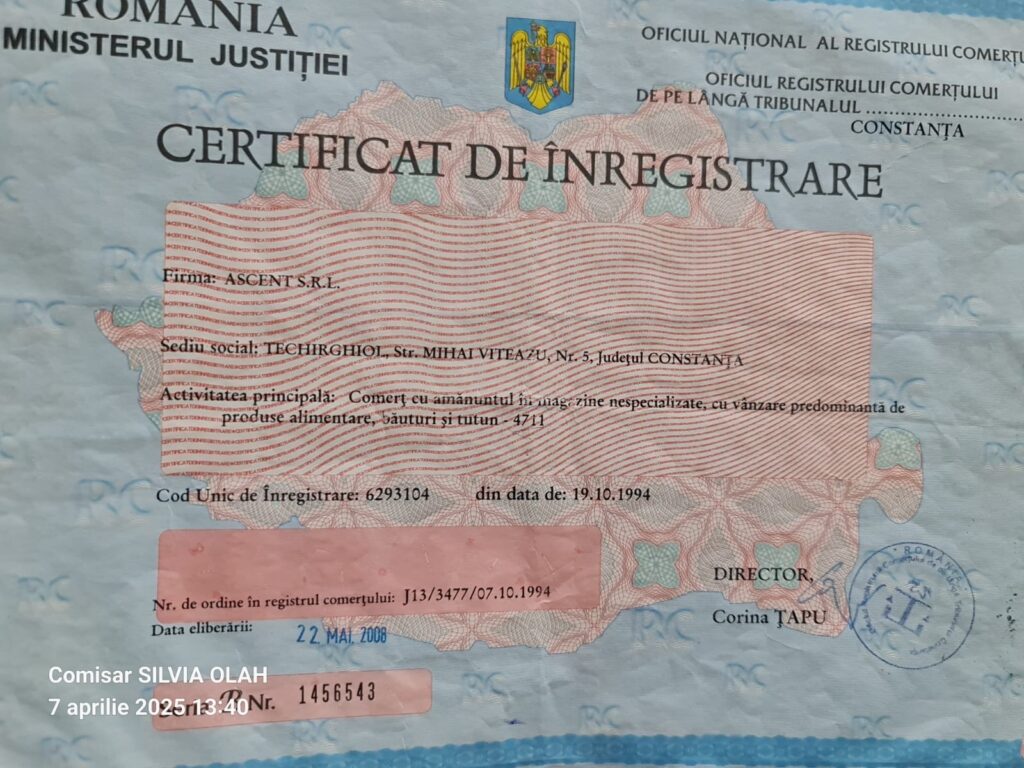 ROMÂNIA
MINISTERUL JUSTIȚIEI
OFICIUL NAȚIONAL AL REGISTRULUI COMERȚU
OFICIUL REGISTRULUI COMERȚULUI
DE PE LÂNGĂ TRIBUNALUL
CONSTANȚA
CERTIFICAT DE ÎNREGISTRARE
Firma: ASCENT S.R.L.
Sediu social: TECHIRGHIOL, Str. MIHAI VITEAZU, Nr. 5, Județul CONSTANȚA
Activitatea principală: Comerț cu amănuntul în magazine nespecializate, cu vânzare predominantă de
produse alimentare, băuturi și tutun - 4711
Cod Unic de Înregistrare: 6293104 din data de: 19.10.1994
Nr. de ordine în registrul comerțului: J13/3477/07.10.1994
Data eliberării: 22. MAI. 2008
DIRECTOR,
Corina ȚAPU
ROMÂNIA
Comisar SILVIA OLAH
7 aprilie 2025 13:40
Seria B Nr. 1456543